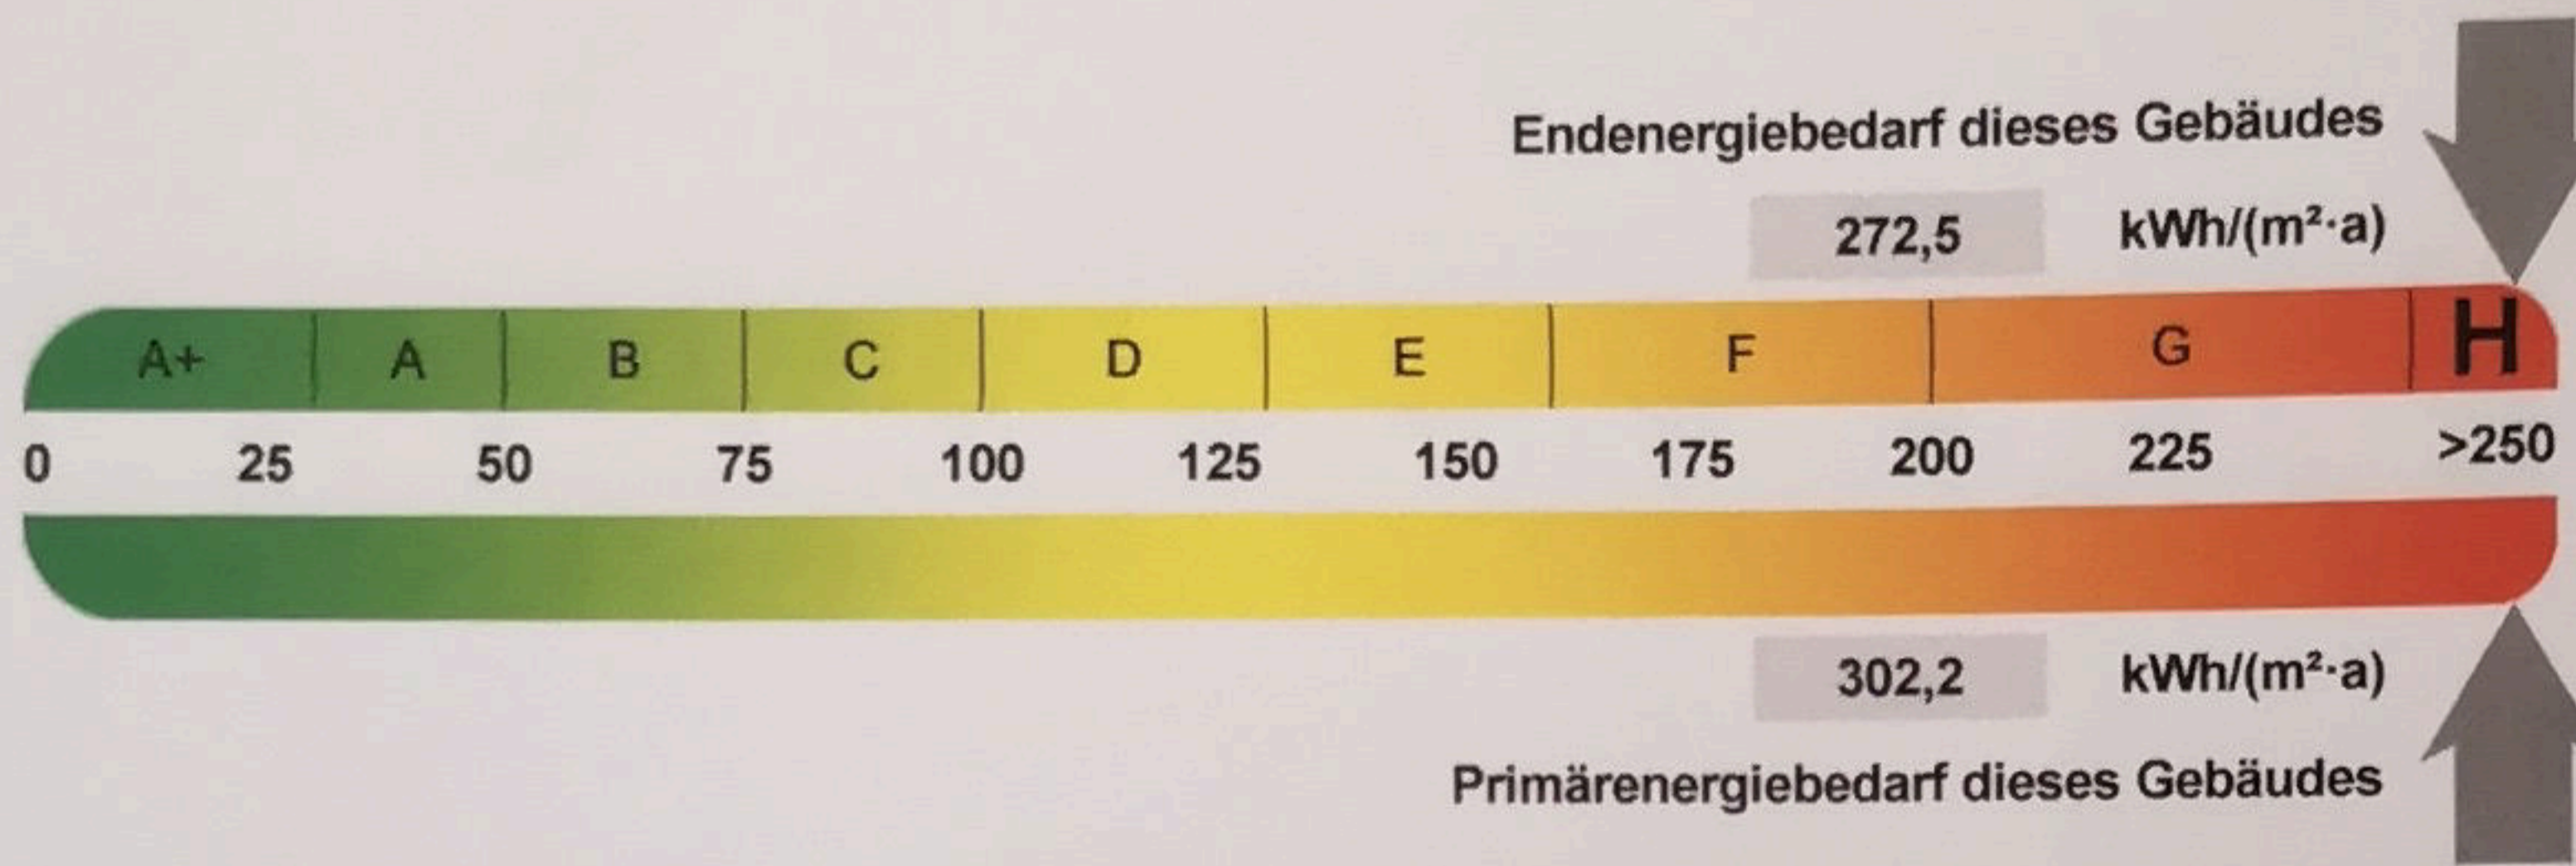 Endenergiebedarf dieses Gebäudes
272,5 kWh/(m²·a)
A+ A B C D E F G H
0 25 50 75 100 125 150 175 200 225 >250
302,2 kWh/(m²·a)
Primärenergiebedarf dieses Gebäudes